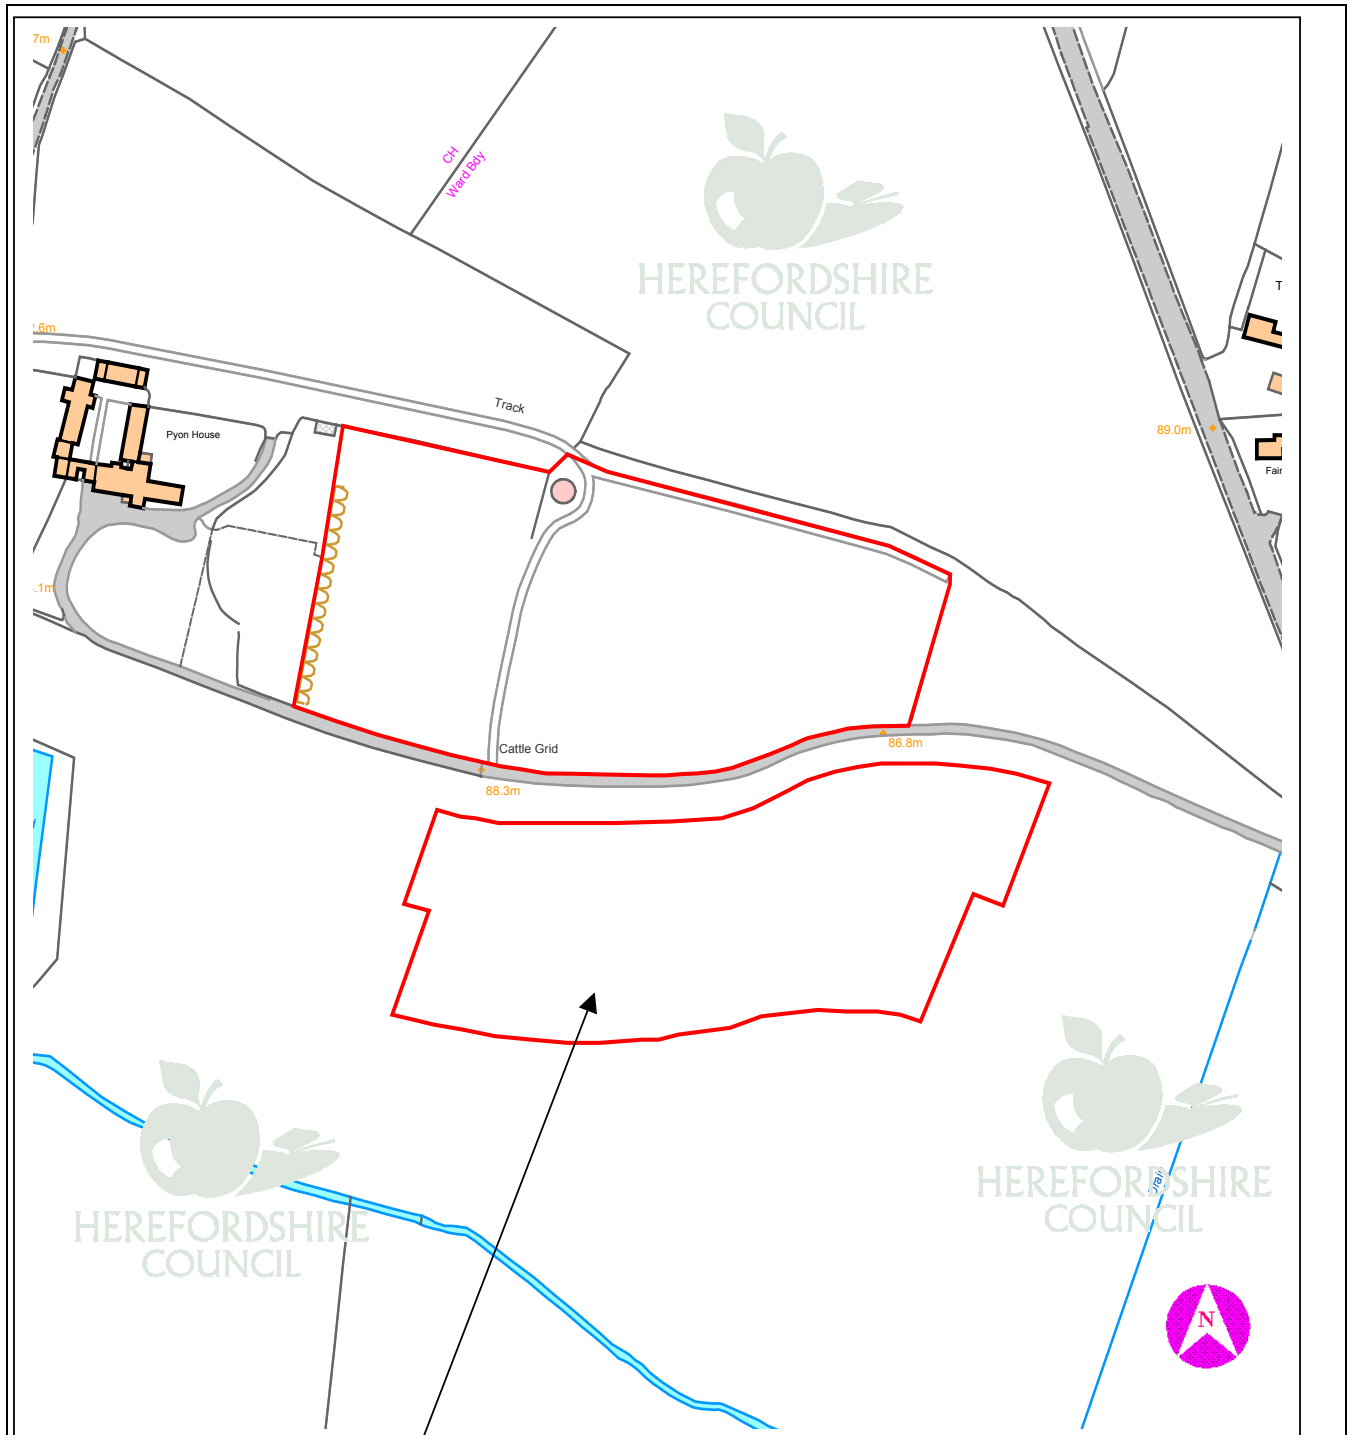 7m
CH
Ward Bdy
HEREFORDSHIRE
COUNCIL
T
.6m
Track
89.0m
Pyon House
Fair
.1m
Cattle Grid
86.8m
88.3m
HEREFORDSHIRE
COUNCIL
HEREFORDSHIRE
COUNCIL
N